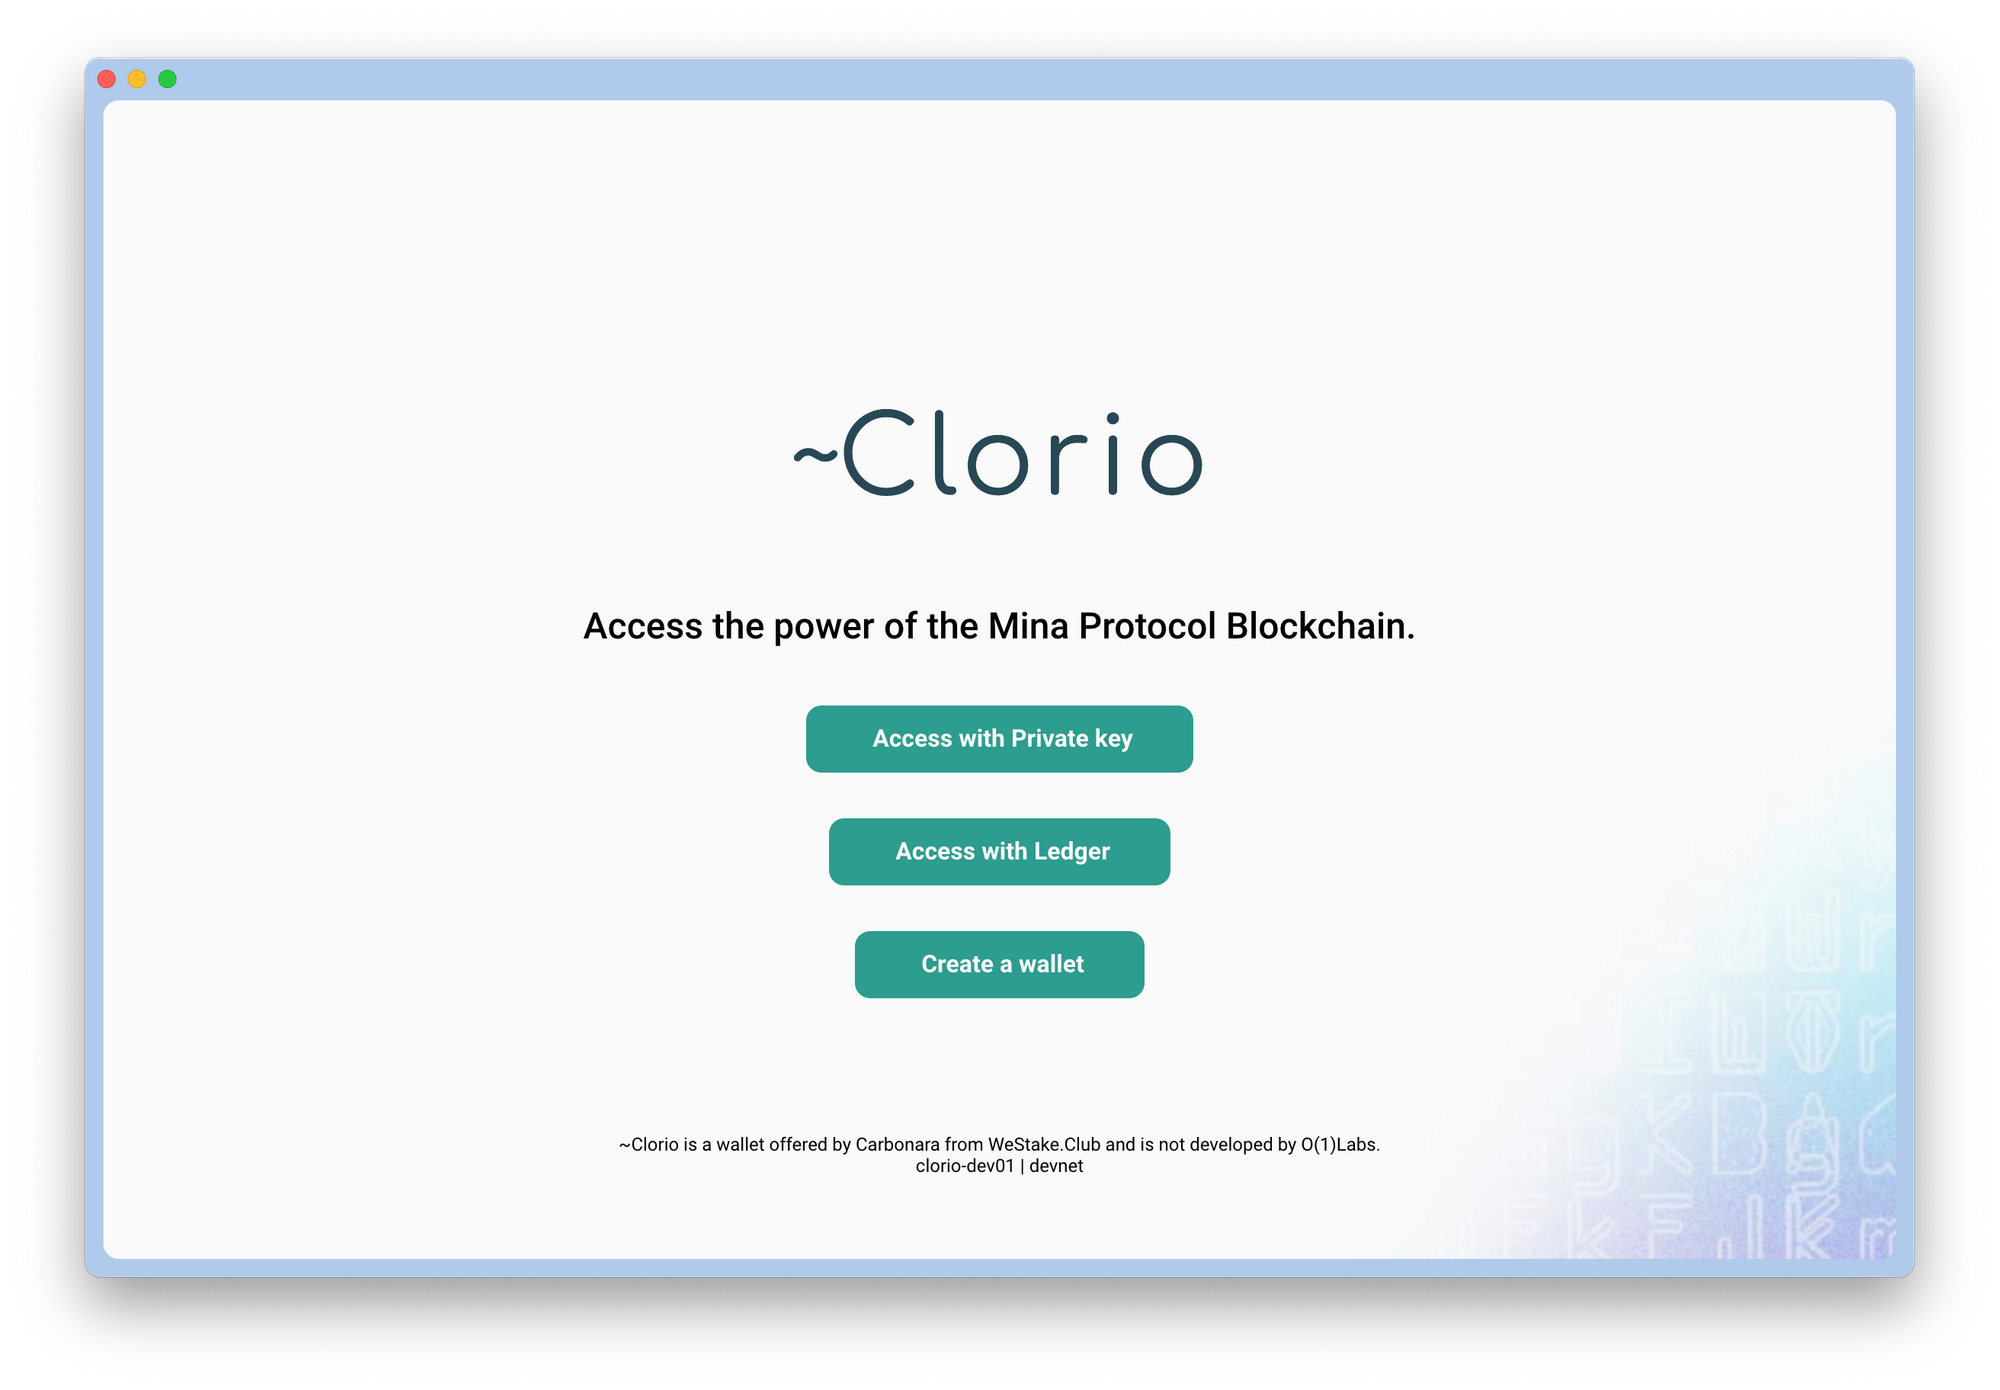 ~Clorio
Access the power of the Mina Protocol Blockchain.
Access with Private key
Access with Ledger
Create a wallet
~Clorio is a wallet offered by Carbonara from WeStake.Club and is not developed by O(1)Labs.
clorio-dev01 | devnet